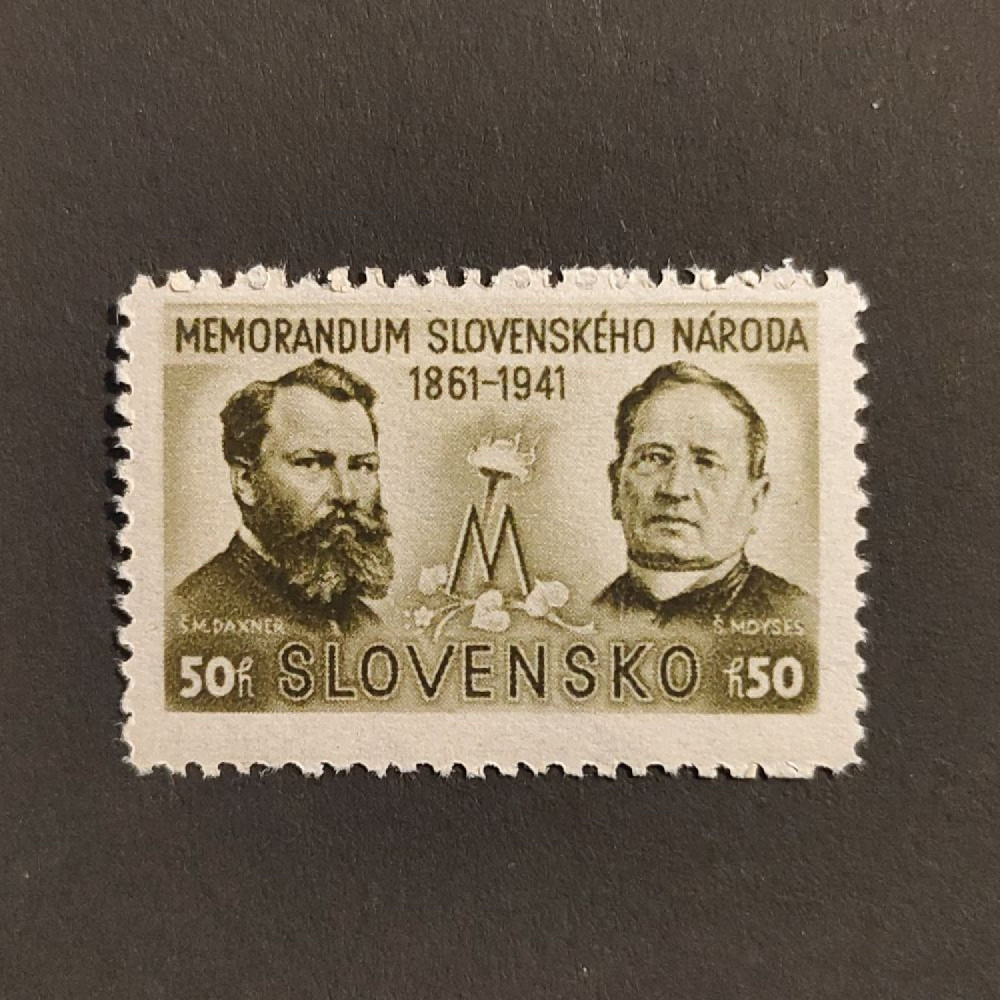 MEMORANDUM SLOVENSKÉHO NÁRODA
1861-1941
M
Š.M.DAXNER
Š.MOYSES
50h SLOVENSKO h50